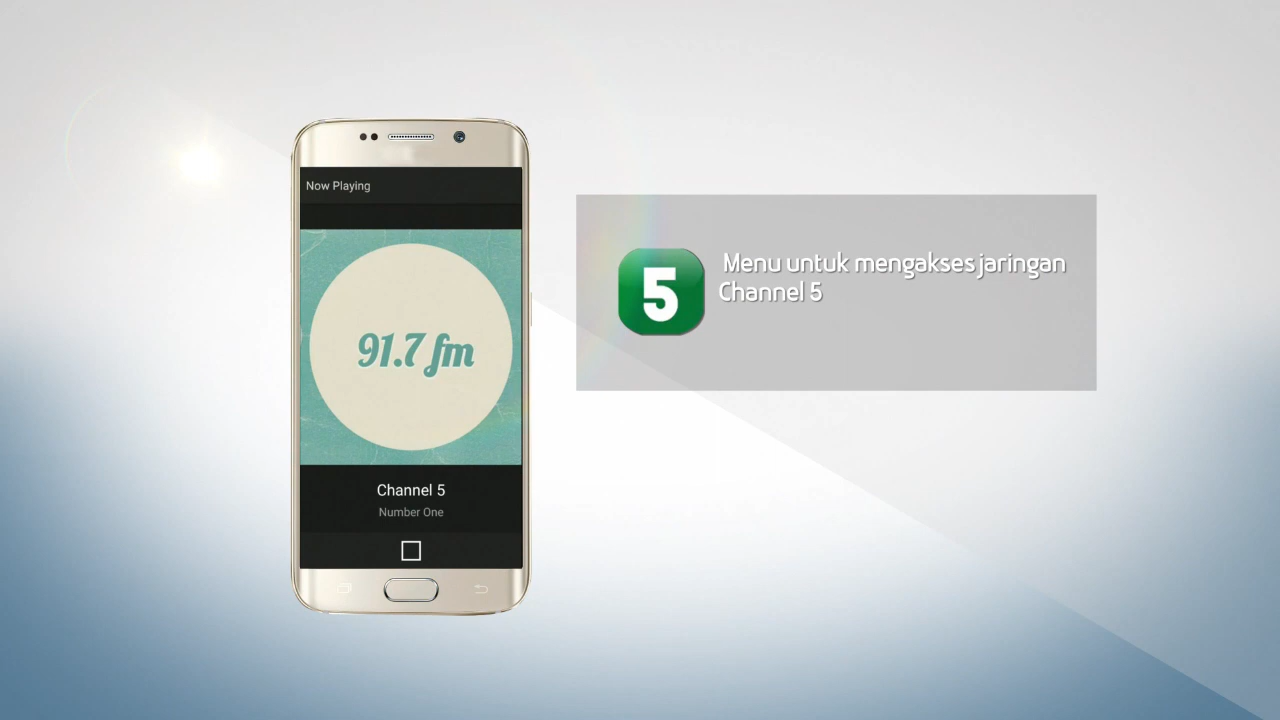 Now Playing
91.7 fm
Channel 5
Number One
5
Menu untuk mengakses jaringan
Channel 5